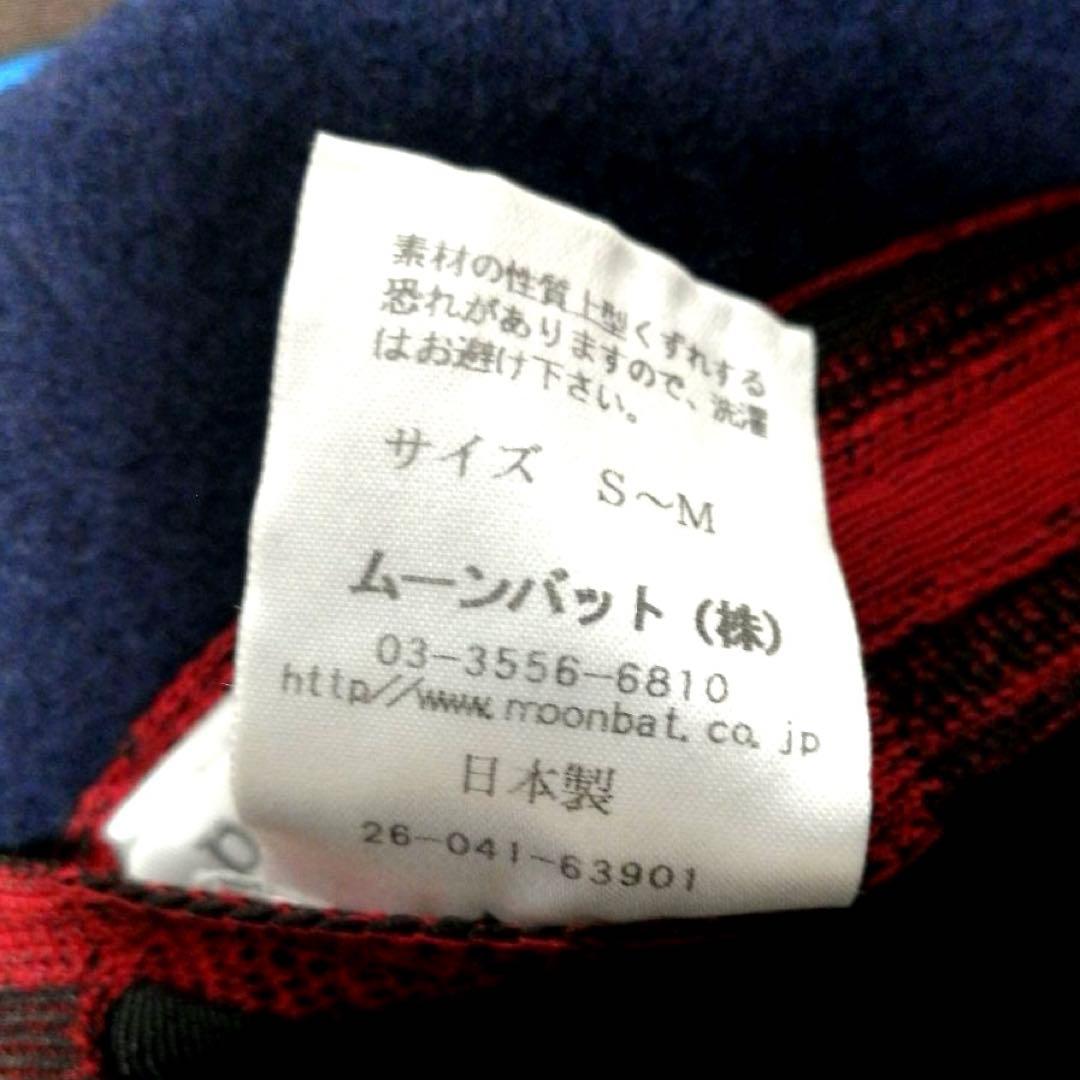 素材の性質上型くずれする
恐れがありますので、洗濯
はお避け下さい。
サイズ S～M
ムーンバット（株）
03-3556-6810
http//www.moonbat.co.jp
日本製
26-041-63901